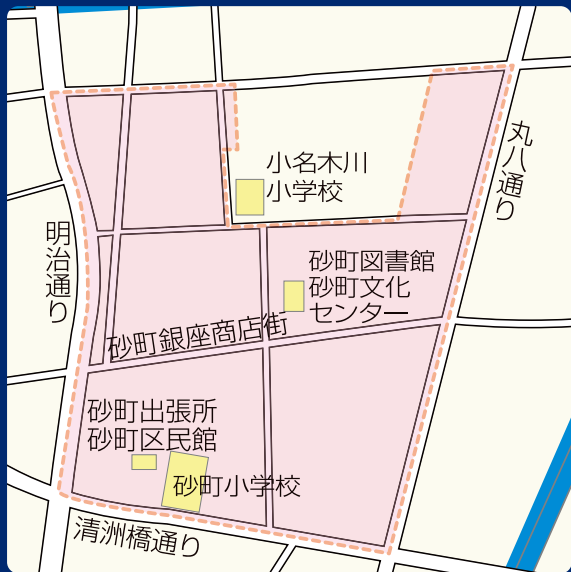 丸八通り
小名木川
小学校
明治通り
砂町図書館
砂町文化
センター
砂町銀座商店街
砂町出張所
砂町区民館
砂町小学校
清洲橋通り